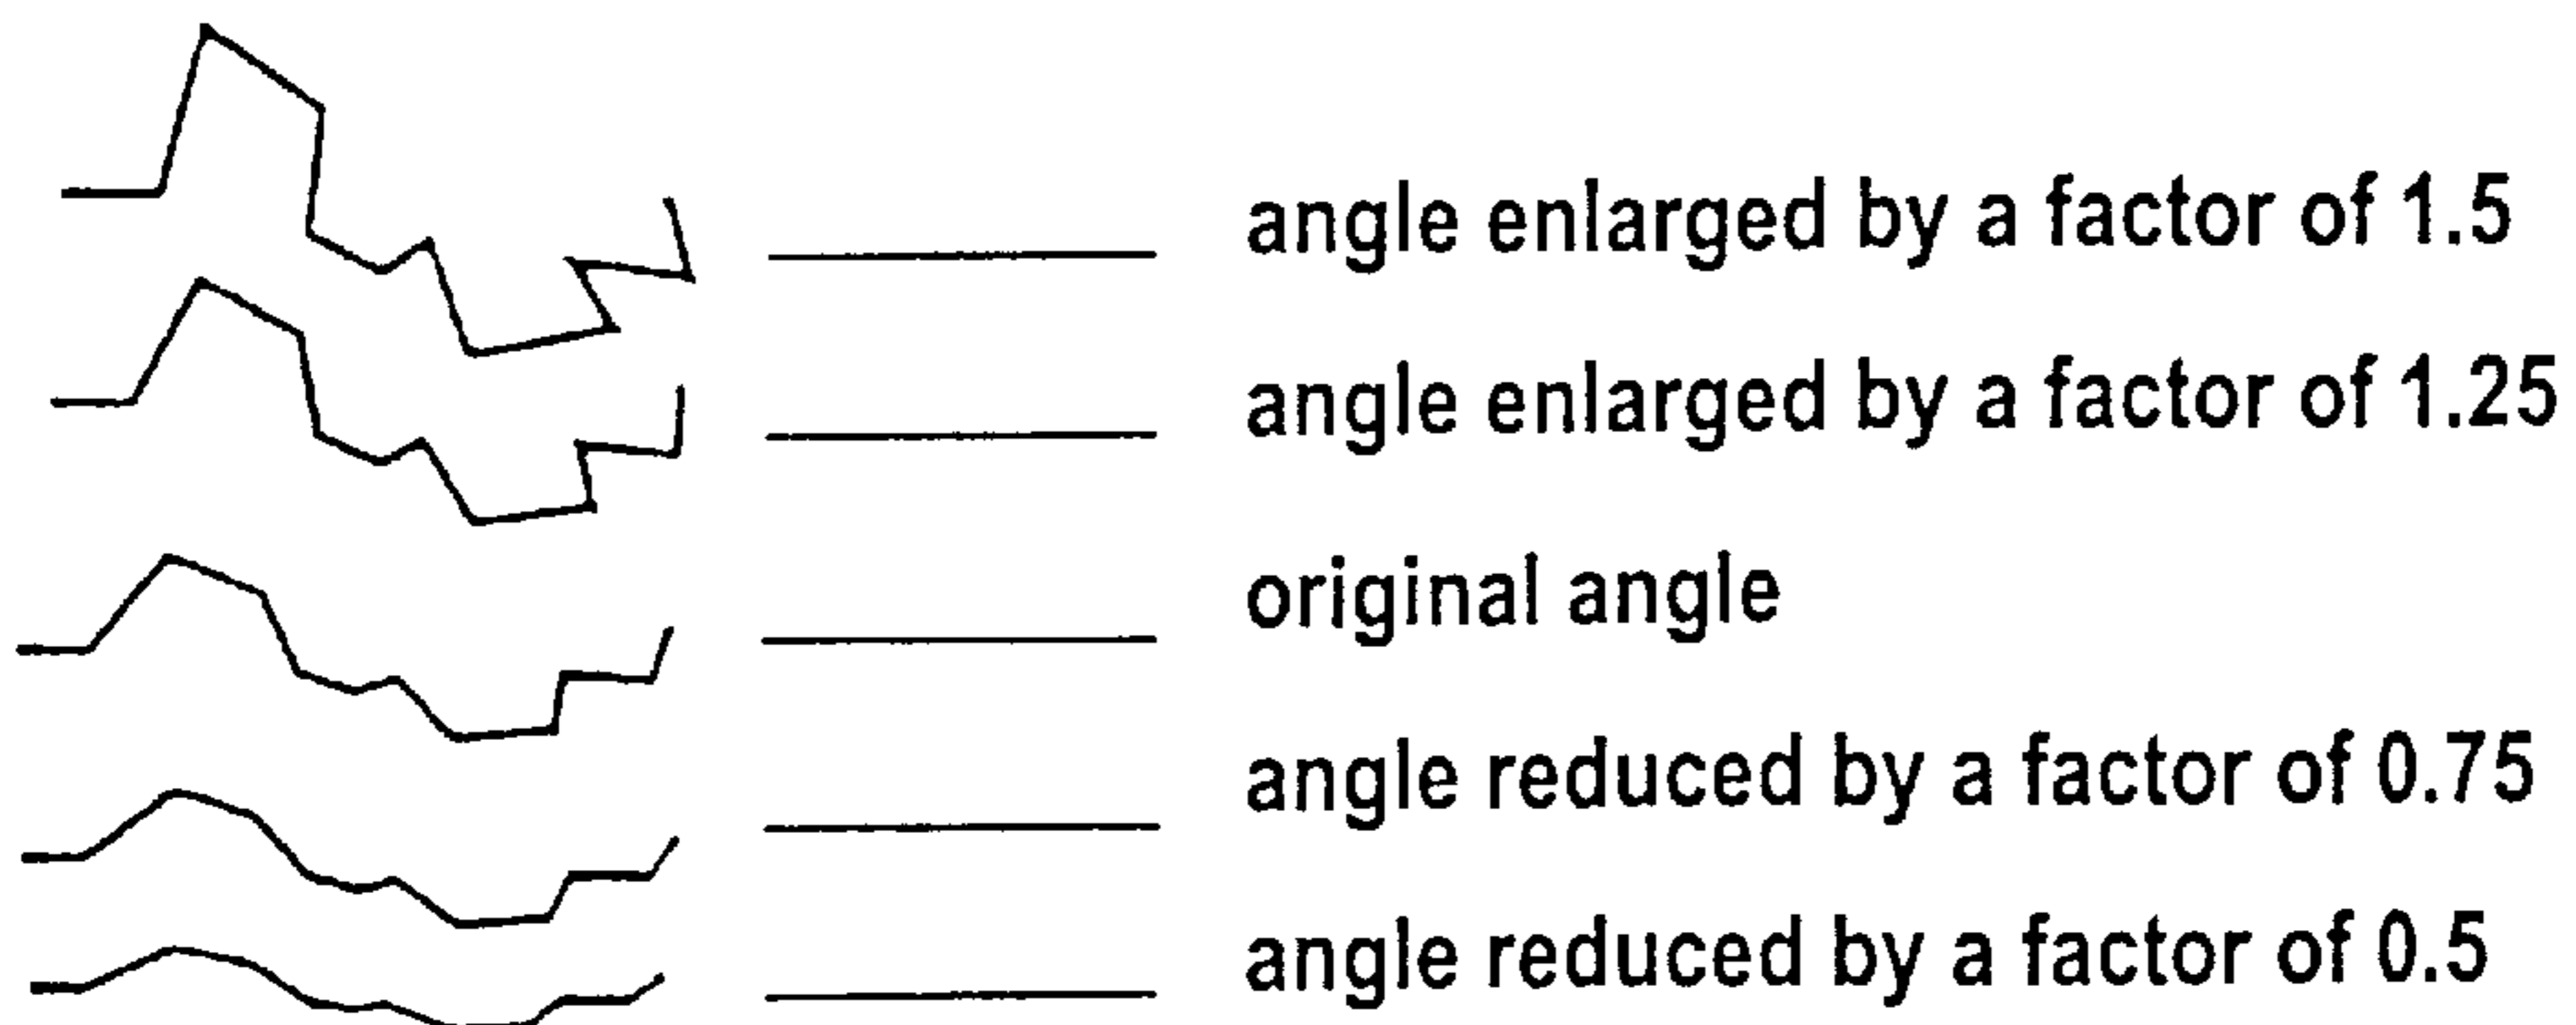 angle enlarged by a factor of 1.5
angle enlarged by a factor of 1.25
original angle
angle reduced by a factor of 0.75
angle reduced by a factor of 0.5